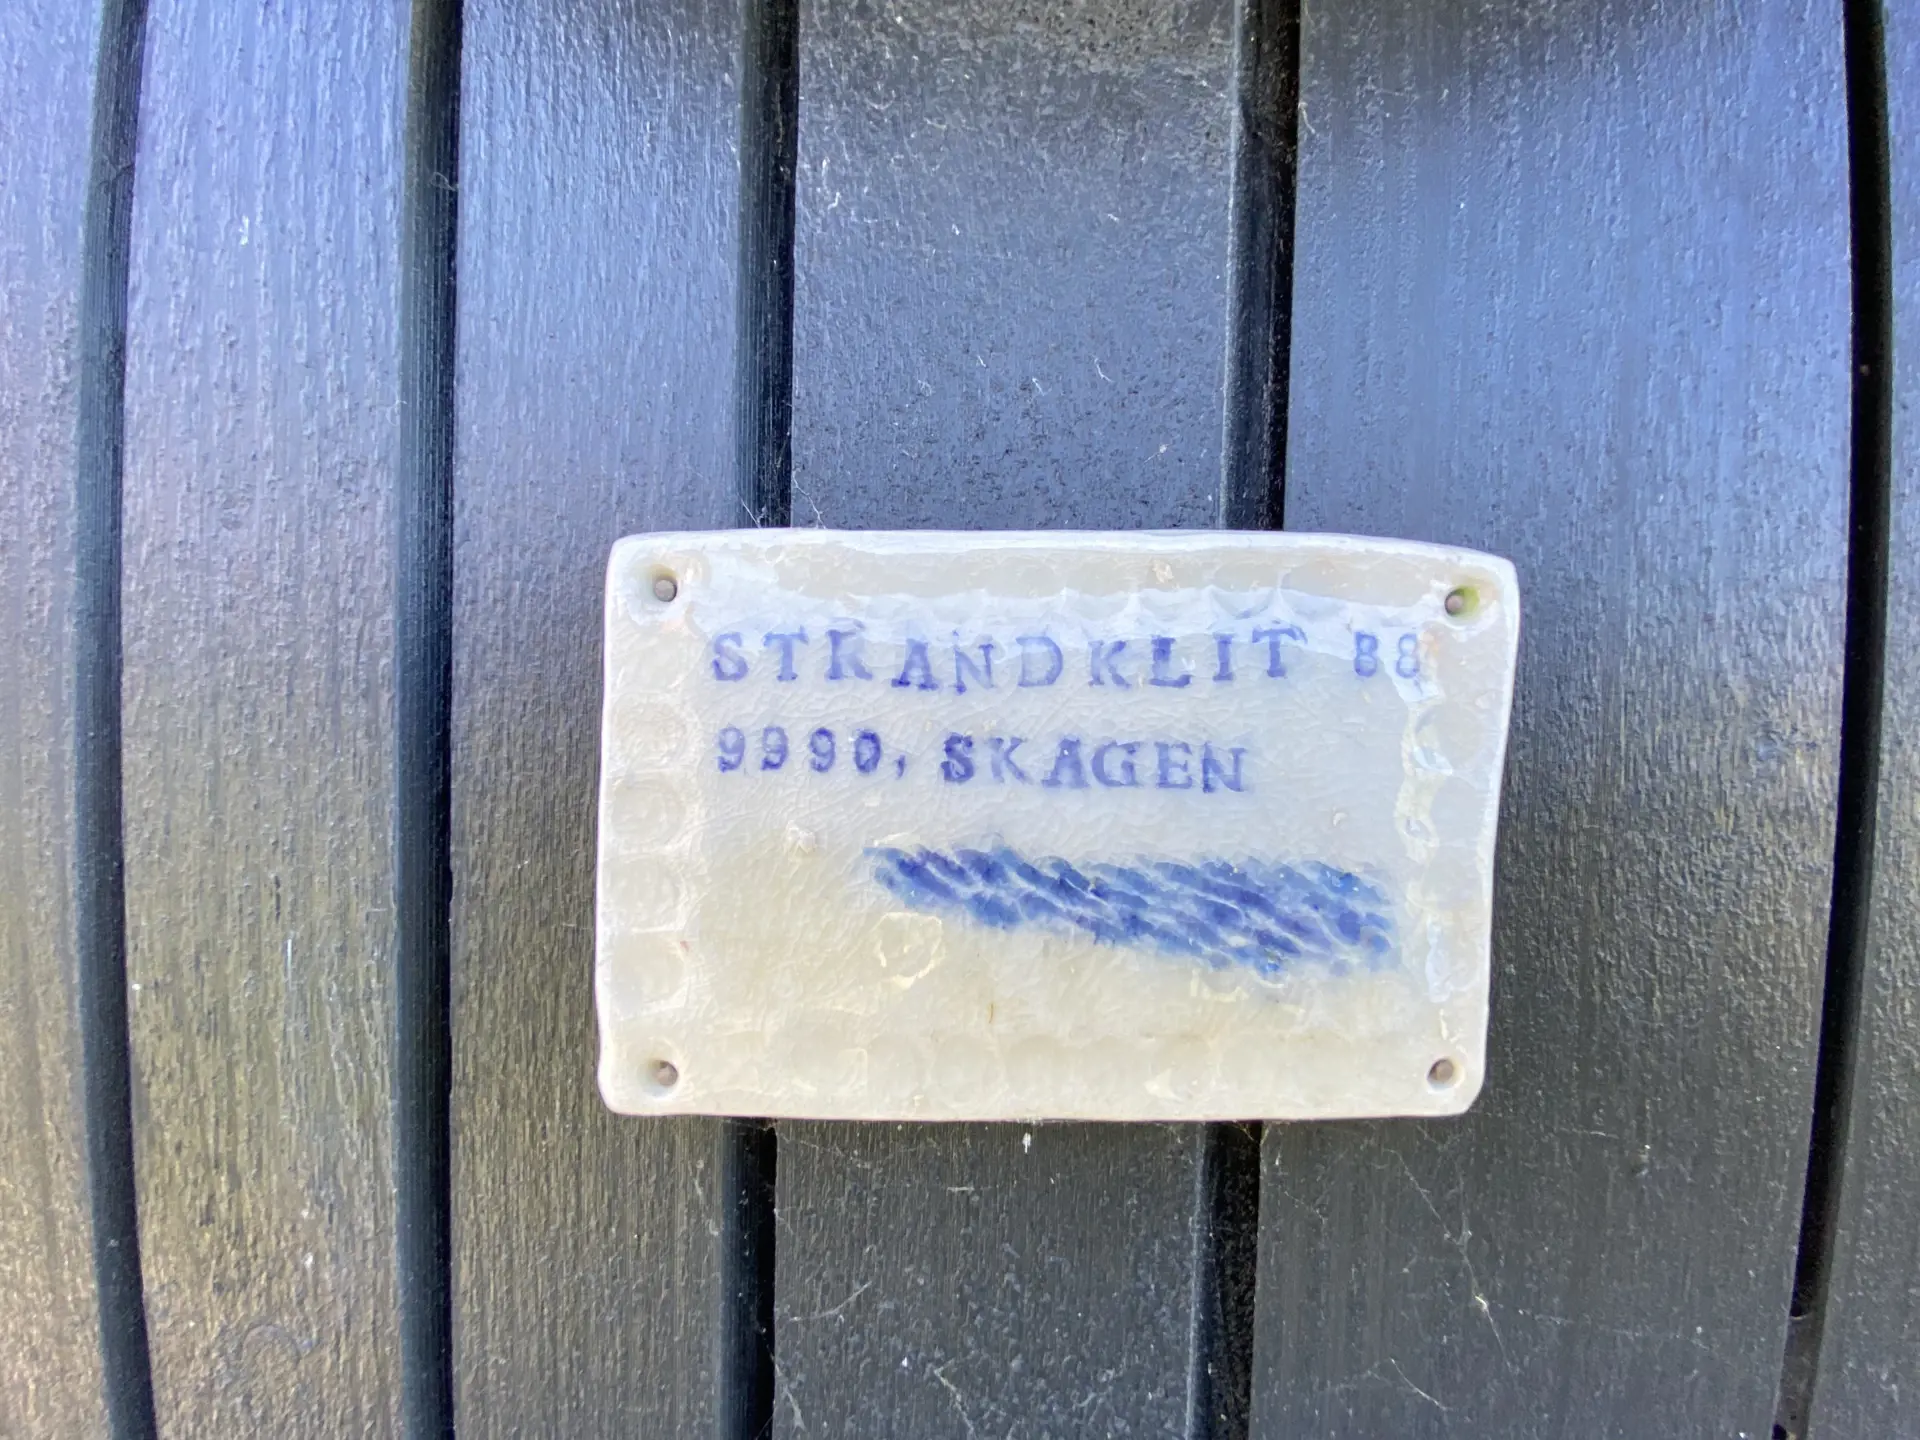 STRANDKLIT 88
9990, SKAGEN